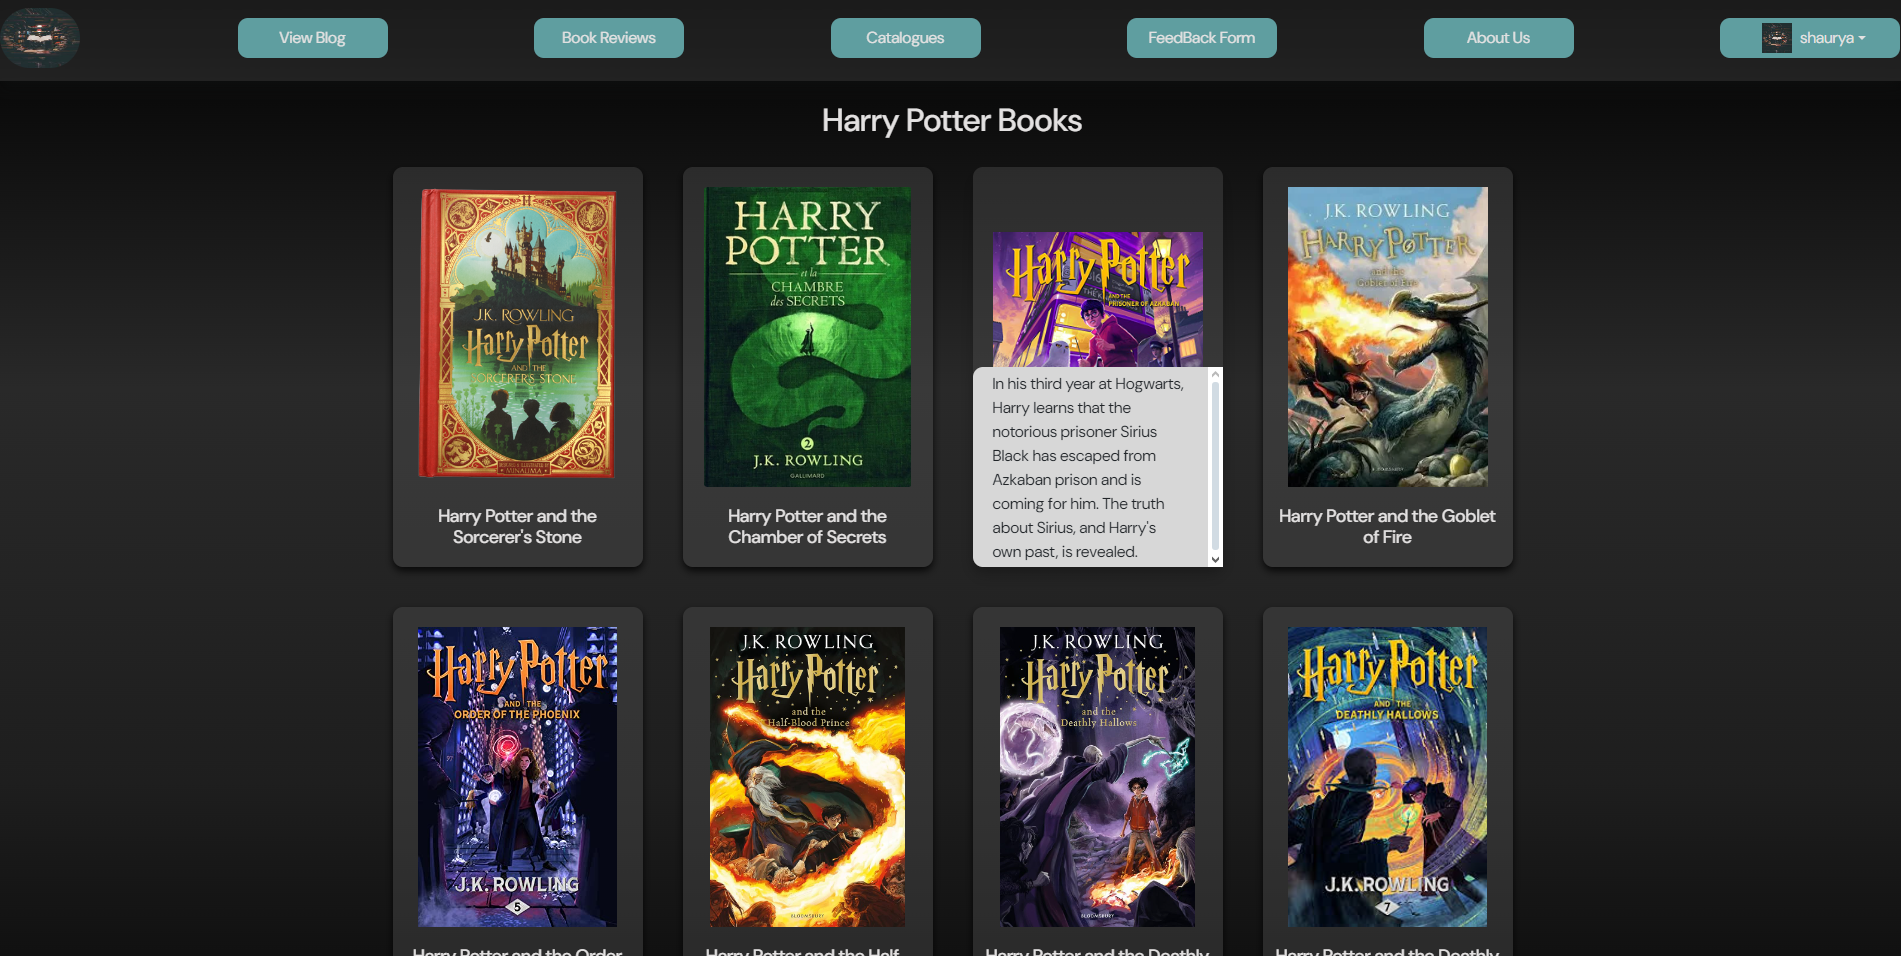 View Blog
Book Reviews
Catalogues
FeedBack Form
About Us
shaurya
Harry Potter Books
J.K. ROWLING
Harry Potter
AND THE
SORCERER'S STONE
MINALIMA
Harry Potter and the
Sorcerer's Stone
HARRY
POTTER
et la
CHAMBRE
des SECRETS
2
J.K. ROWLING
GALLIMARD
Harry Potter and the
Chamber of Secrets
Harry Potter
AND THE
PRISONER OF AZKABAN
In his third year at Hogwarts,
Harry learns that the
notorious prisoner Sirius
Black has escaped from
Azkaban prison and is
coming for him. The truth
about Sirius, and Harry's
own past, is revealed.
J.K. ROWLING
HARRY POTTER
and the
Goblet of Fire
Harry Potter and the Goblet
of Fire
Harry Potter
AND THE
ORDER OF THE PHOENIX
J.K. ROWLING
5
Harry Potter and the Order
J.K. ROWLING
Harry Potter
and the
Half-Blood Prince
BLOOMSBURY
Harry Potter and the Half-
J.K. ROWLING
Harry Potter
and the
Deathly Hallows
BLOOMSBURY
Harry Potter and the Deathly
Harry Potter
AND THE
DEATHLY HALLOWS
J.K. ROWLING
7
Harry Potter and the Deathly